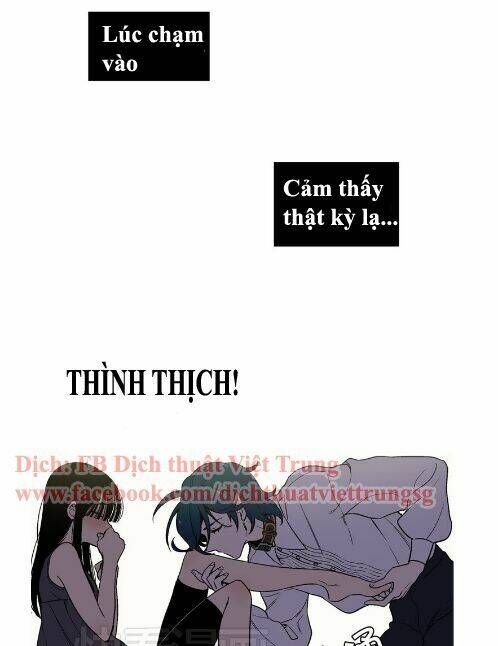 Lúc chạm
vào
Cảm thấy
thật kỳ lạ...
THÌNH THỊCH!
Dịch: FB Dịch thuật Việt Trung
www.facebook.com/dichthuatviettrungsg